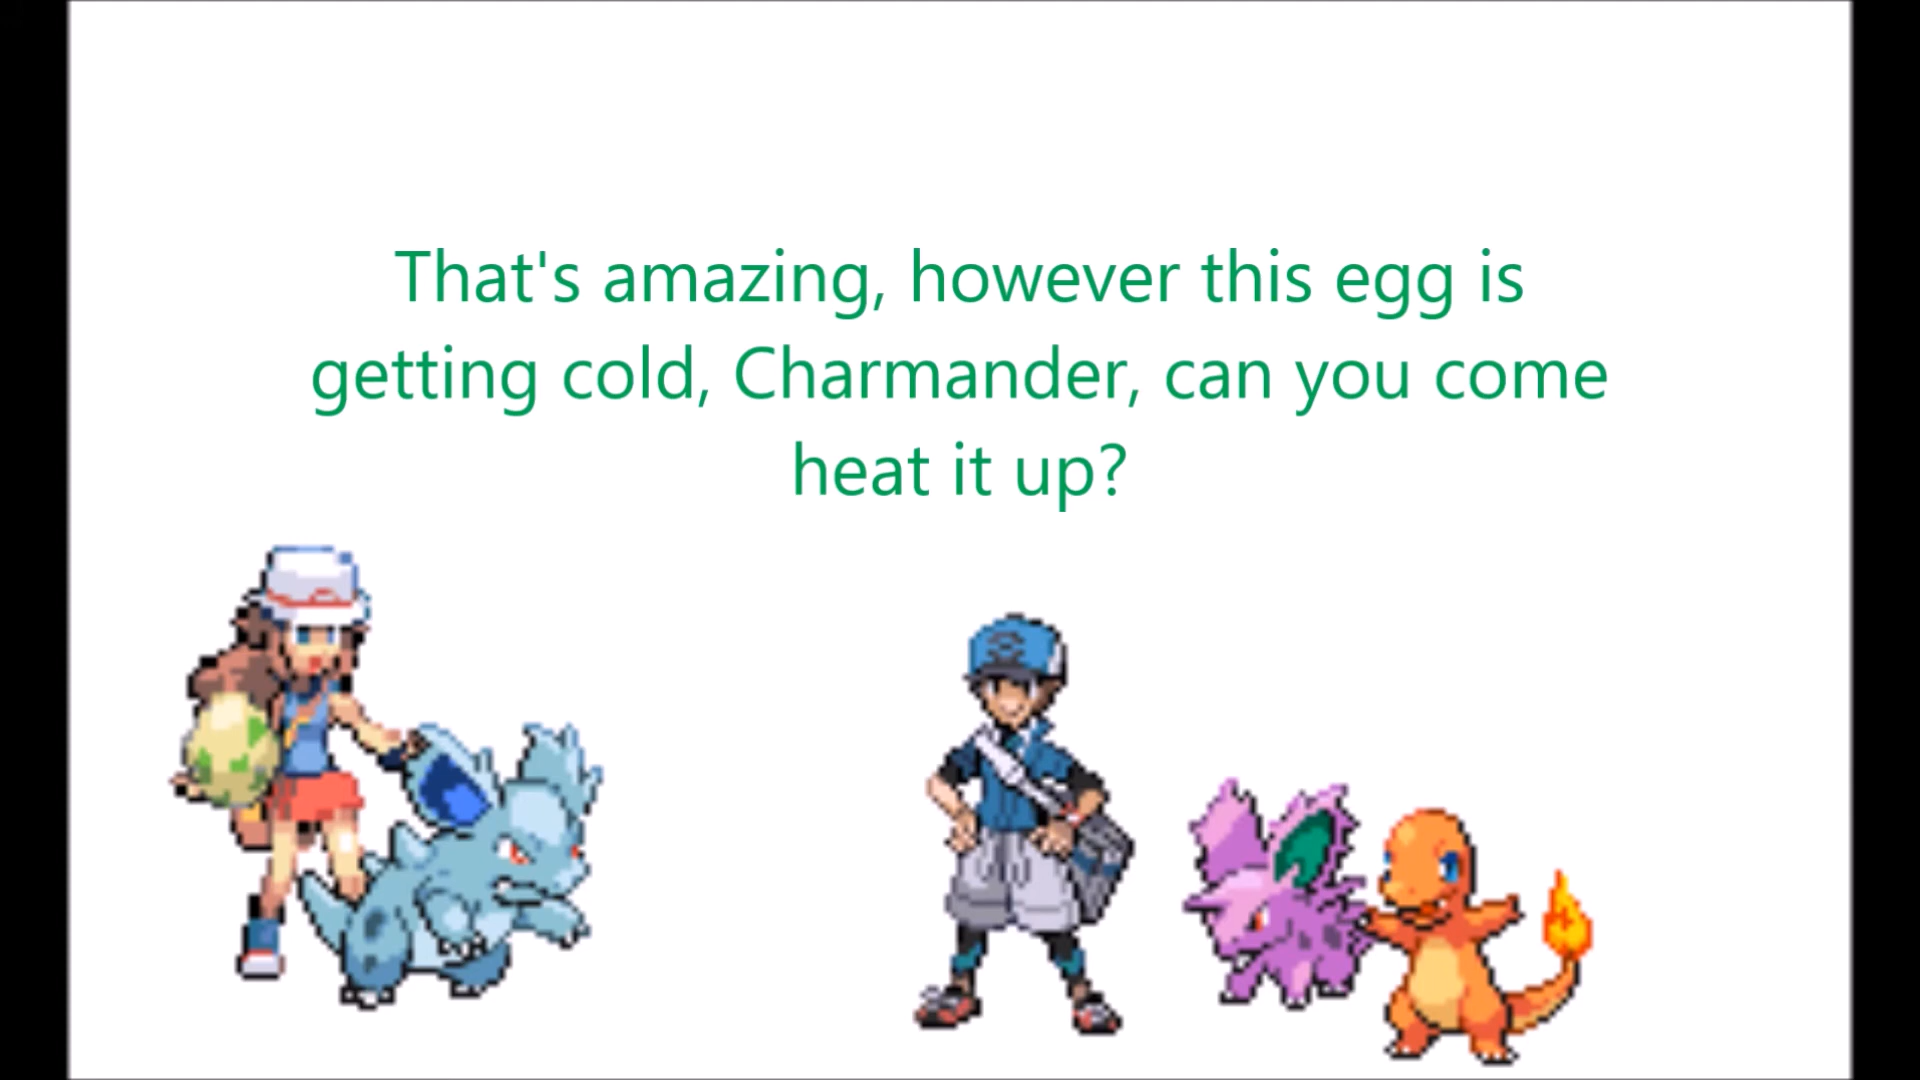 That's amazing, however this egg is
getting cold, Charmander, can you come
heat it up?